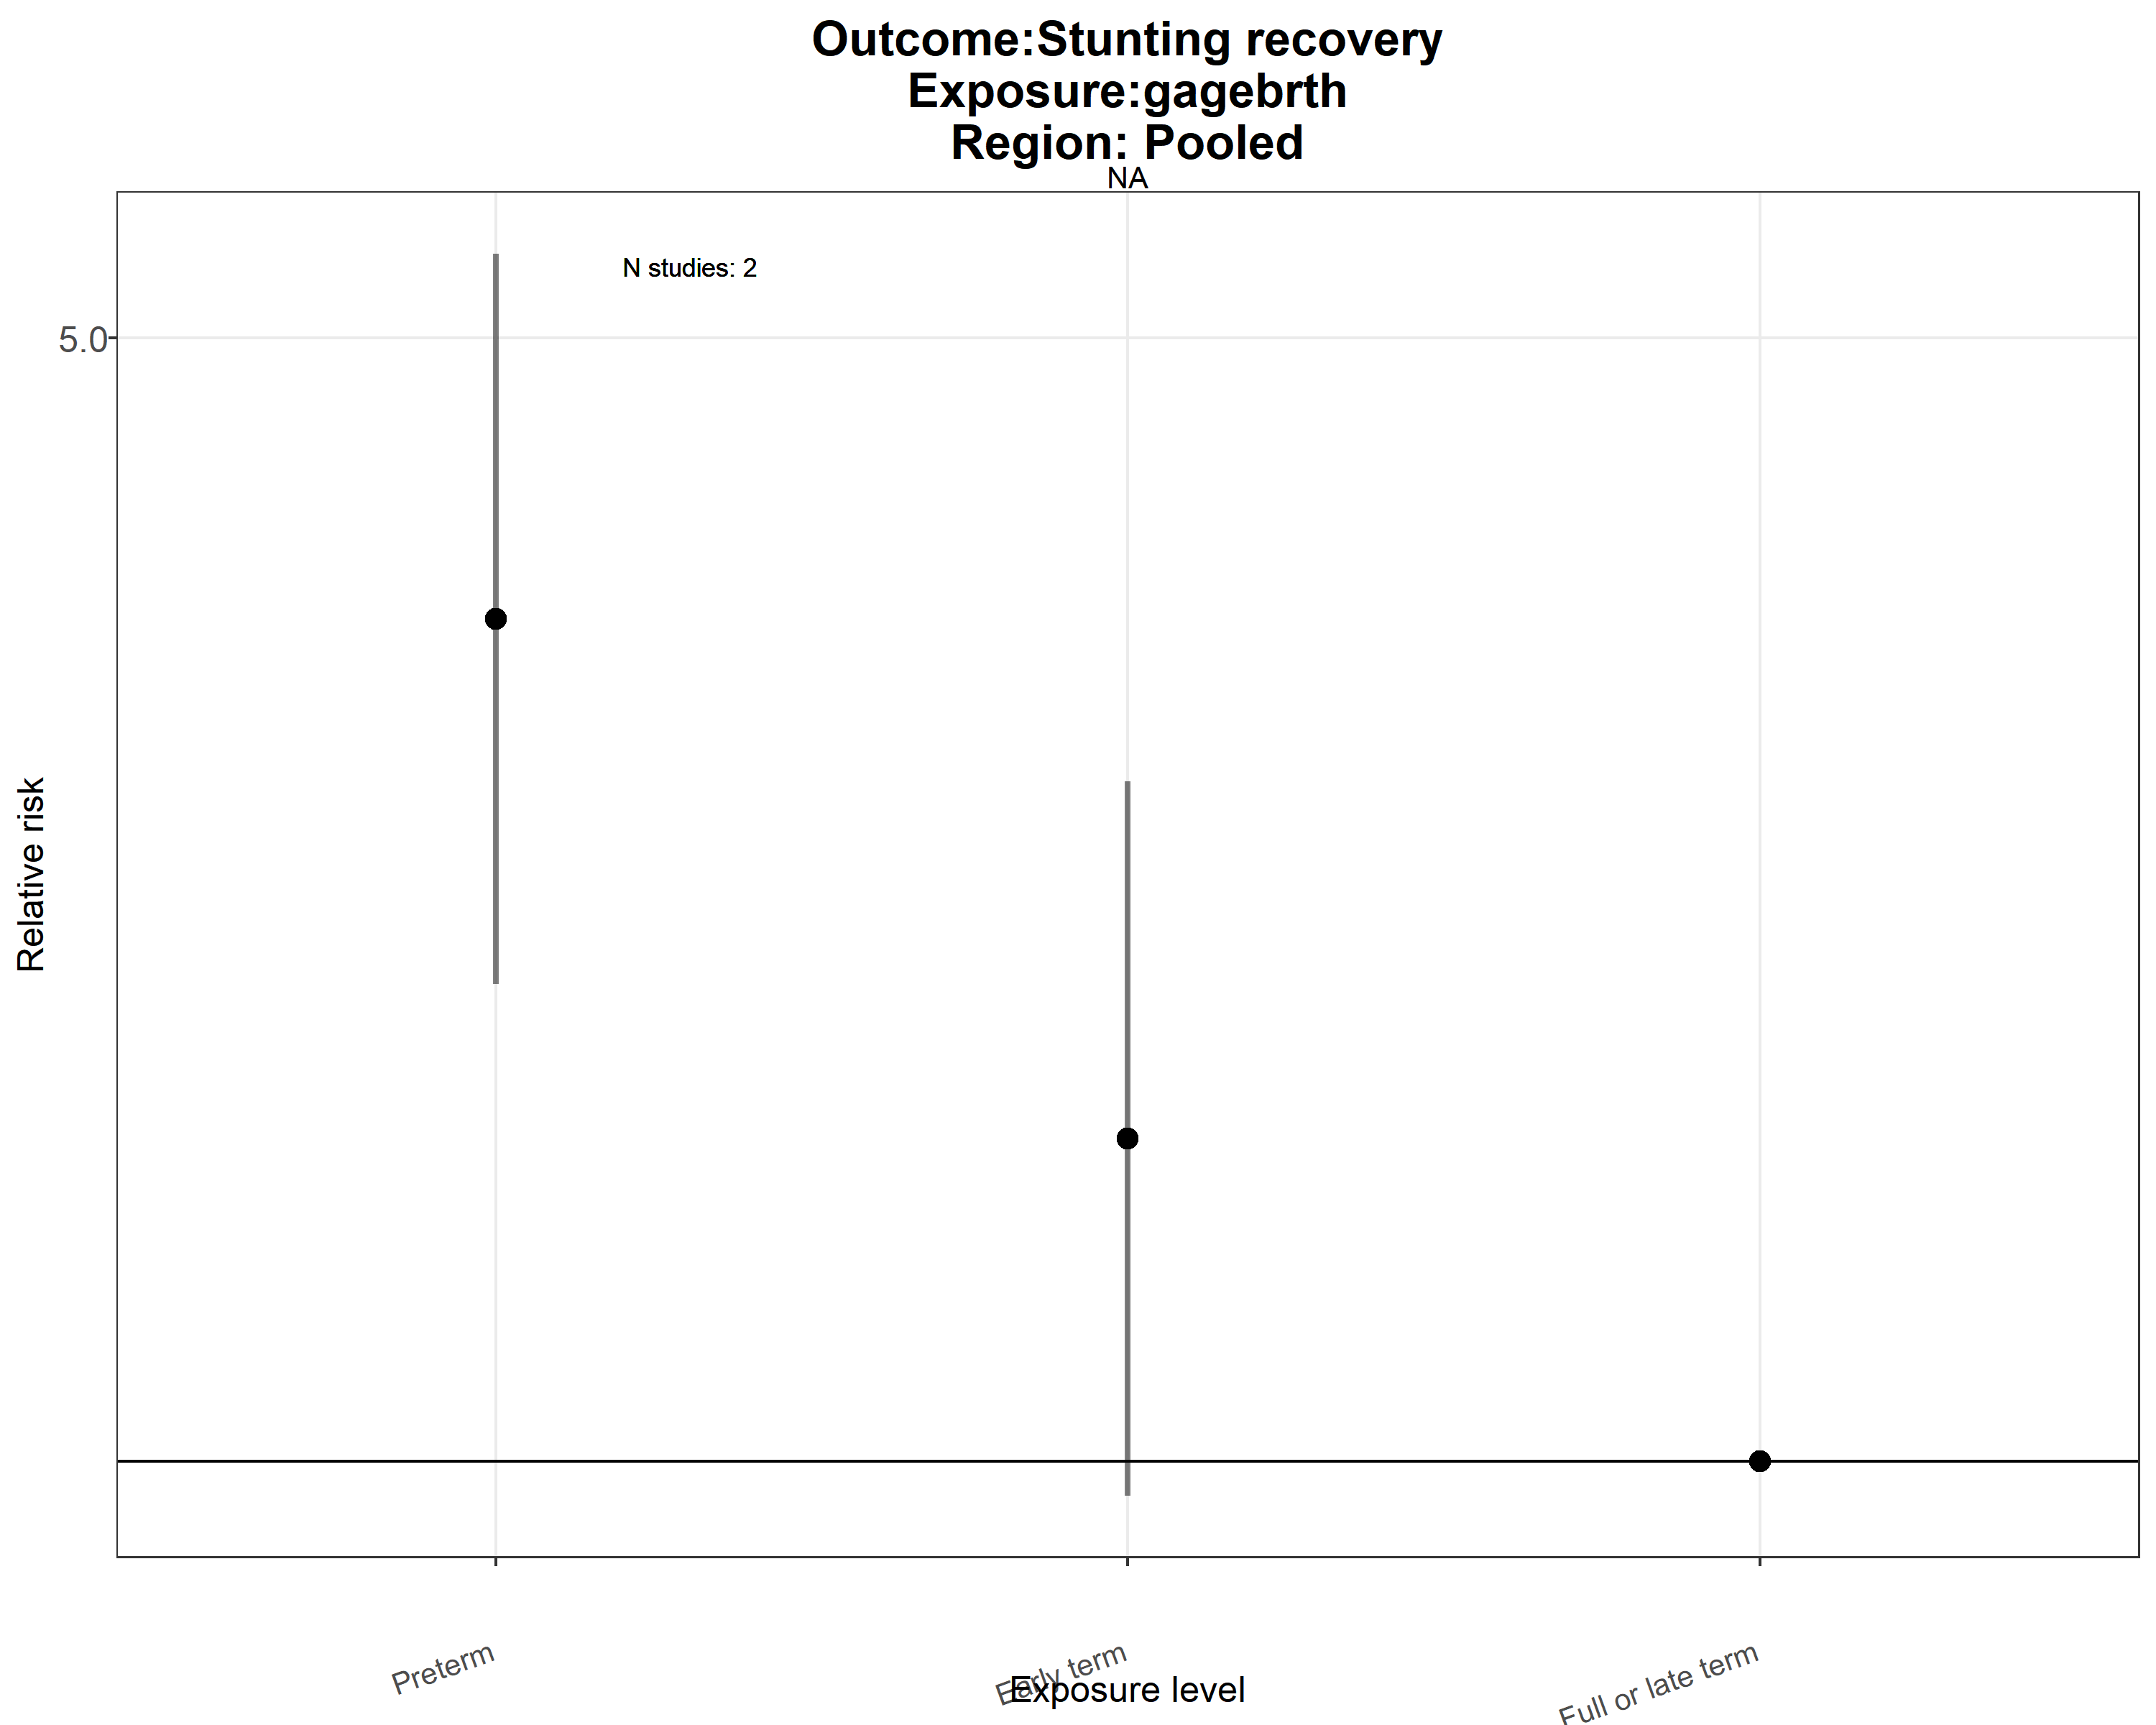 Outcome:Stunting recovery
Exposure:gagebrth
Region: Pooled
NA
N studies: 2
5.0
Relative risk
Preterm
Early term
Full or late term
Exposure level